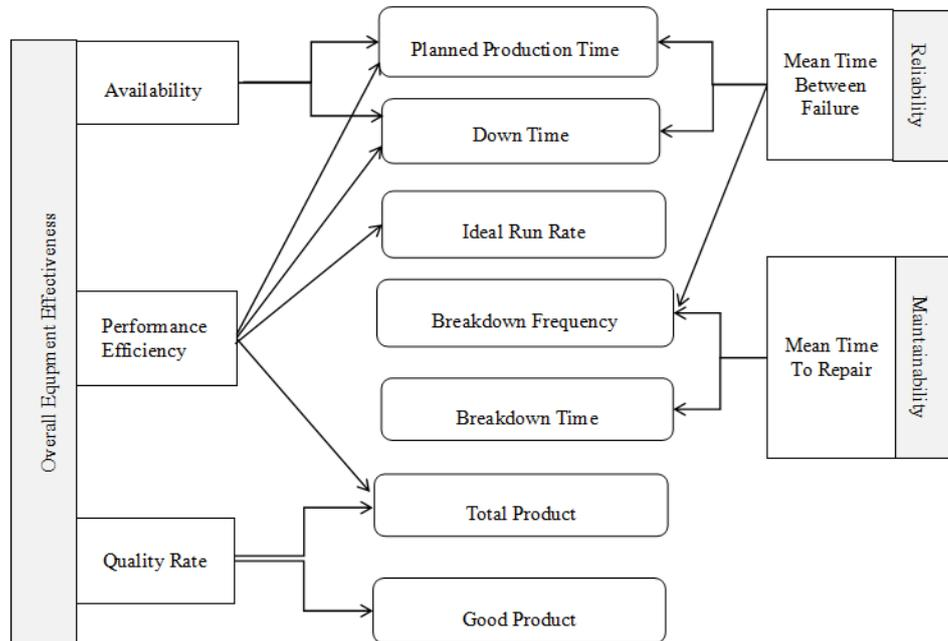 Overall Equpment Effectiveness
Availability
Performance
Efficiency
Quality Rate
Planned Production Time
Down Time
Ideal Run Rate
Breakdown Frequency
Breakdown Time
Total Product
Good Product
Mean Time
Between
Failure
Reliability
Mean Time
To Repair
Maintainability